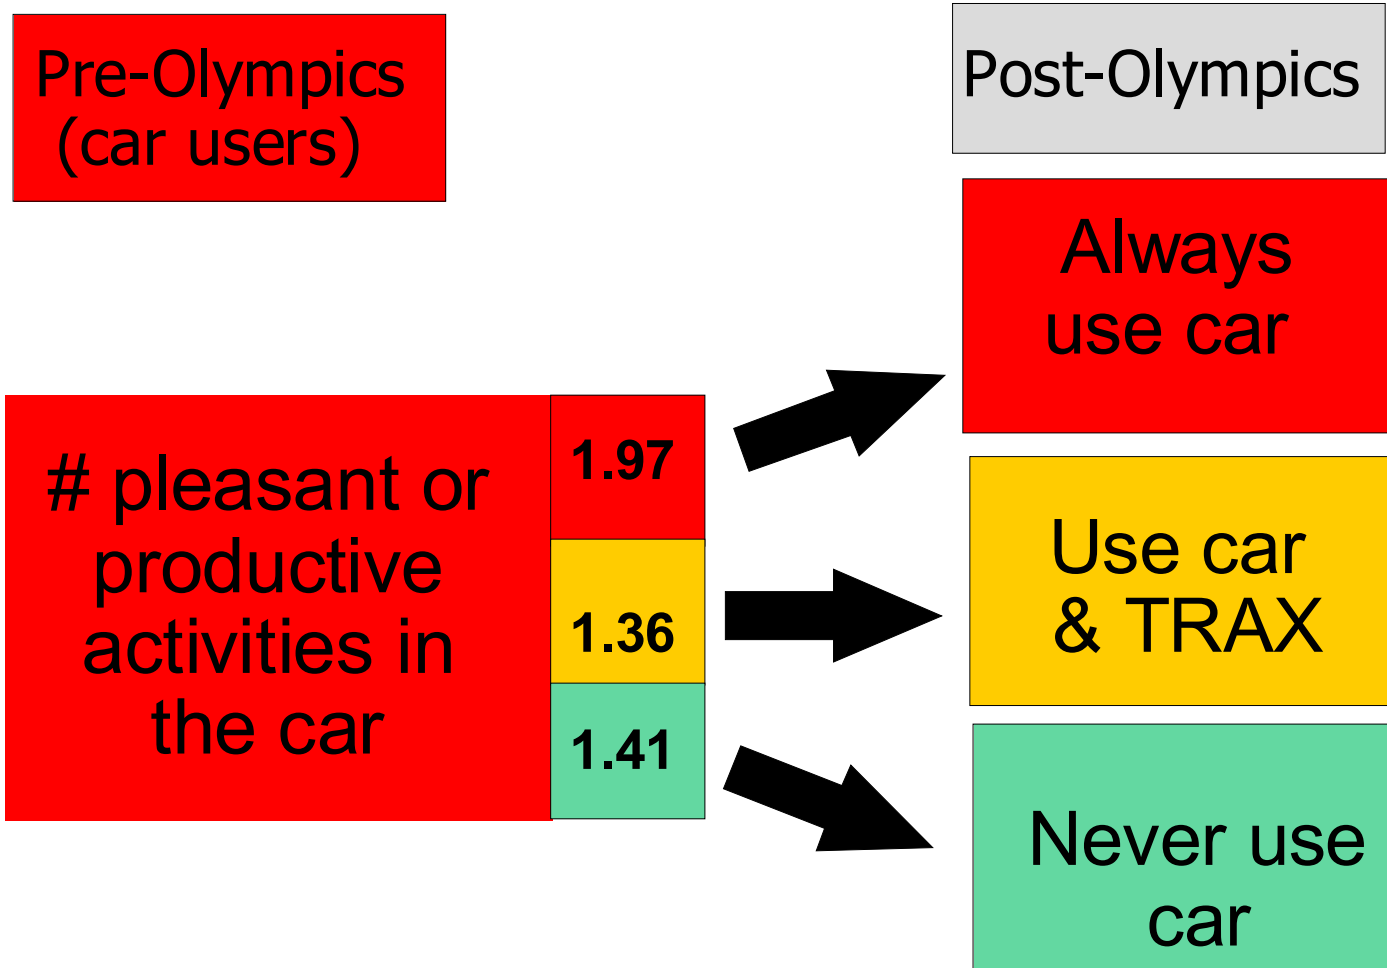 Pre-Olympics
(car users)
Post-Olympics
# pleasant or
productive
activities in
the car
1.97
1.36
1.41
Always
use car
Use car
& TRAX
Never use
car